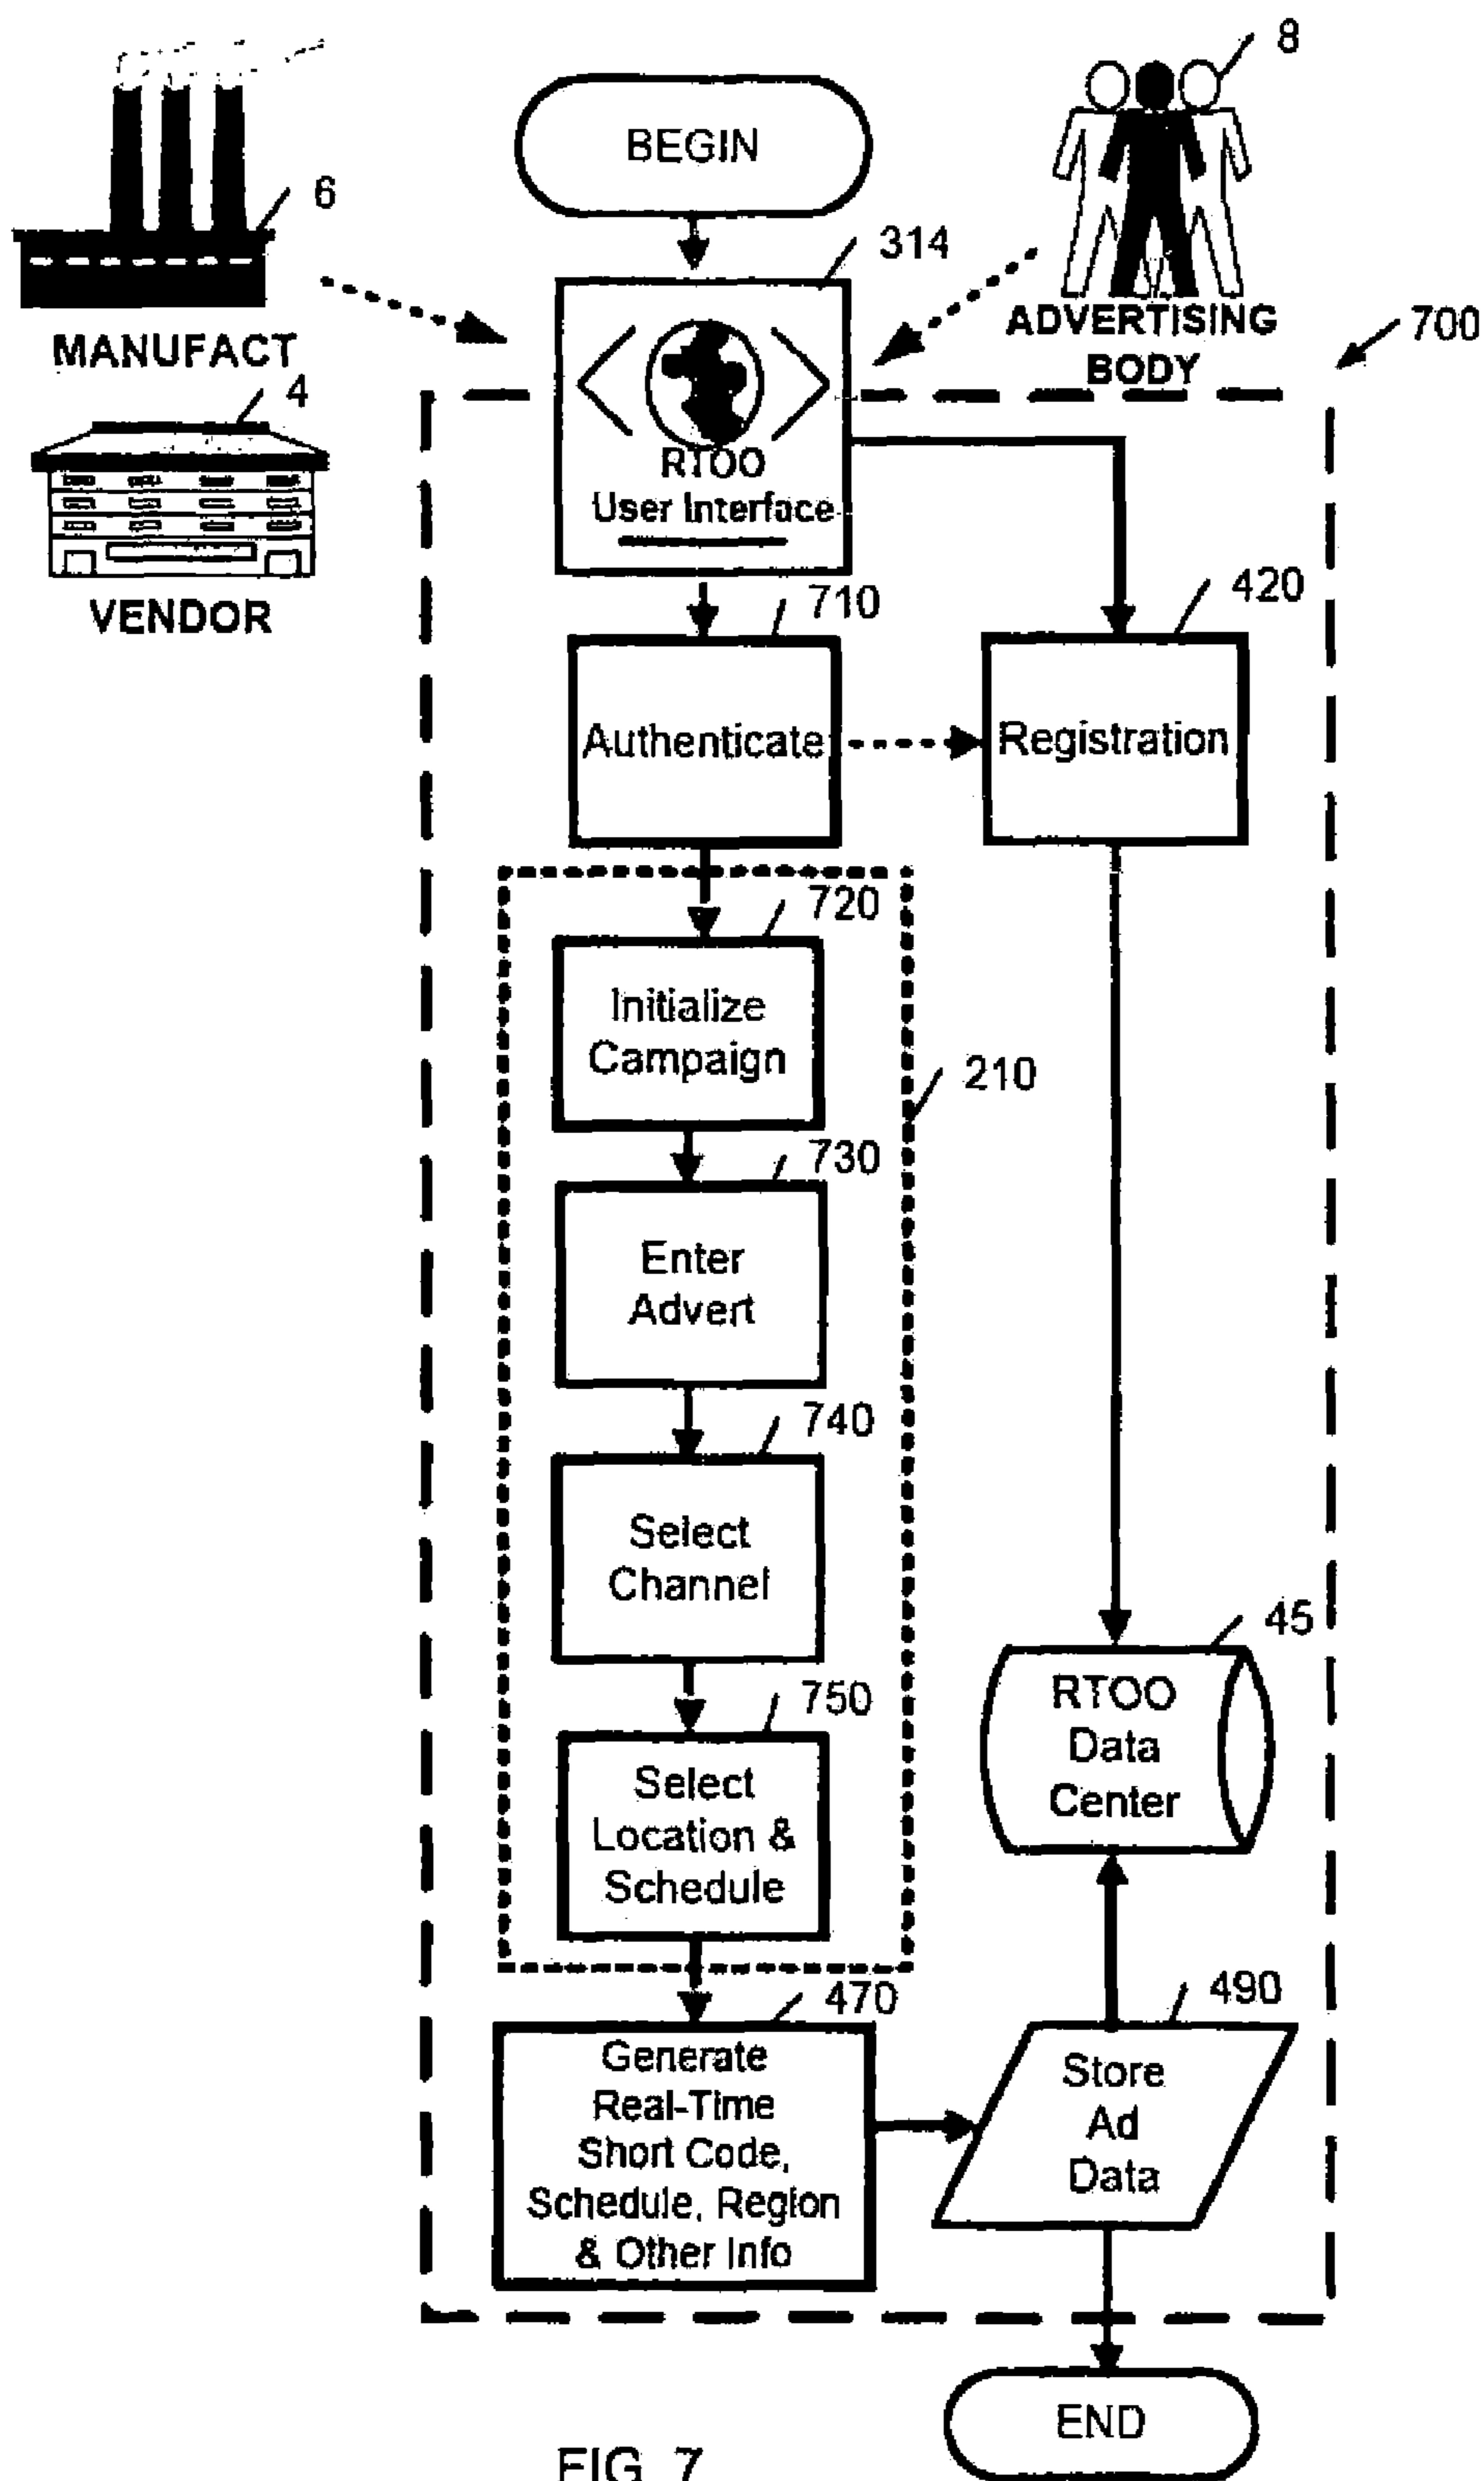 8
BEGIN
6
314
MANUFACT
ADVERTISING
BODY
700
4
RTOO
User Interface
VENDOR
710
420
Authenticate
Registration
720
Initialize
Campaign
210
730
Enter
Advert
740
Select
Channel
45
750
RTOO
Data
Center
Select
Location &
Schedule
470
490
Generate
Real-Time
Short Code,
Schedule, Region
& Other Info
Store
Ad
Data
END
FIG. 7